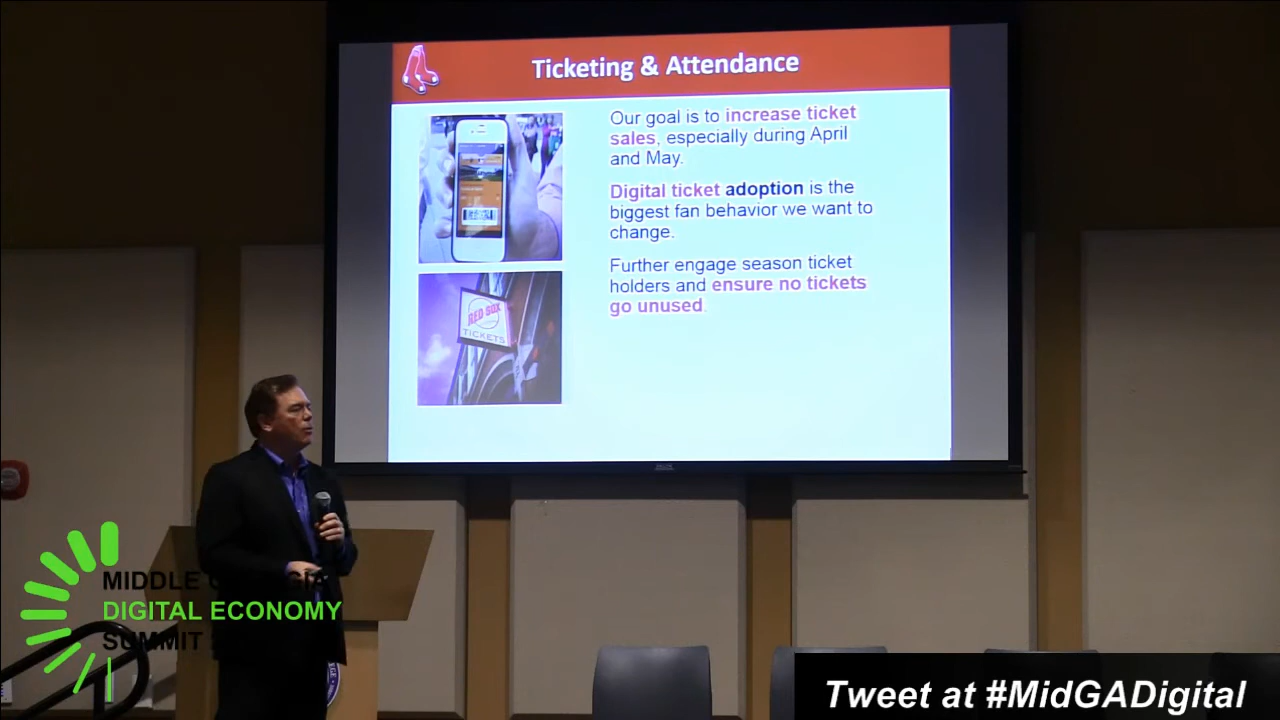 Ticketing & Attendance
Our goal is to increase ticket
sales, especially during April
and May.
Digital ticket adoption is the
biggest fan behavior we want to
change.
Further engage season ticket
holders and ensure no tickets
go unused.
RED SOX
TICKETS
MIDDLE
DIGITAL ECONOMY
SUMMIT
Tweet at #MidGADigital